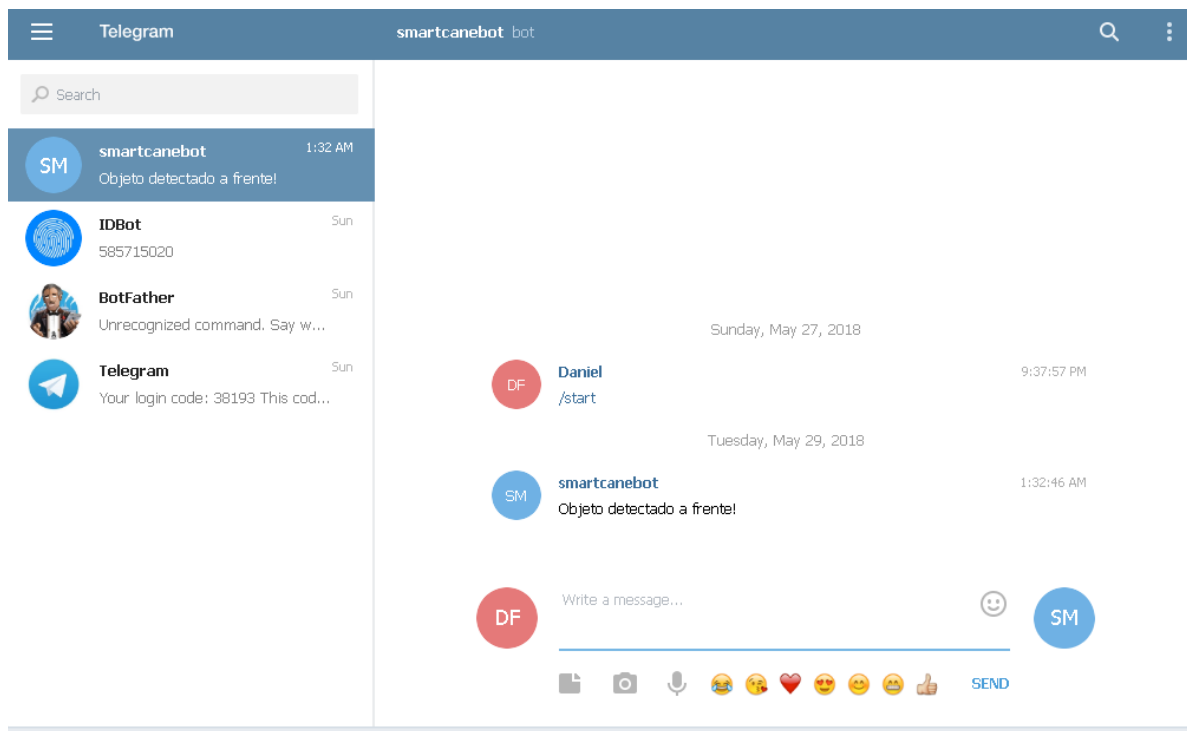 Telegram
smartcanebot bot
Search
SM
smartcanebot 1:32 AM
Objeto detectado a frente!
IDBot Sun
585715020
BotFather Sun
Unrecognized command. Say w...
Telegram Sun
Your login code: 38193 This cod...
Sunday, May 27, 2018
DF
Daniel 9:37:57 PM
/start
Tuesday, May 29, 2018
SM
smartcanebot 1:32:46 AM
Objeto detectado a frente!
DF
Write a message...
SM
SEND